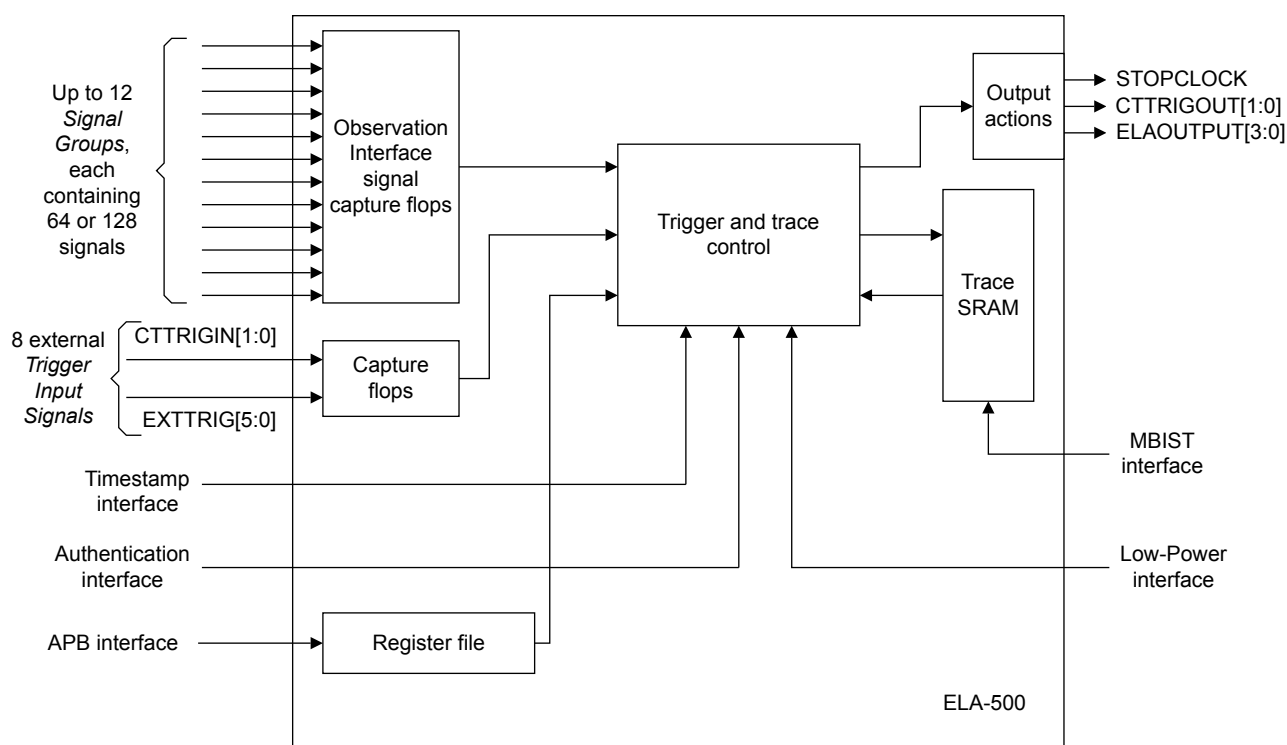 Up to 12
Signal
Groups,
each
containing
64 or 128
signals
Observation
Interface
signal
capture flops
Output
actions
STOPCLOCK
CTTRIGOUT[1:0]
ELAOUTPUT[3:0]
Trigger and trace
control
Trace
SRAM
8 external
Trigger
Input
Signals
CTTRIGIN[1:0]
EXTTRIG[5:0]
Capture
flops
MBIST
interface
Timestamp
interface
Authentication
interface
Low-Power
interface
APB interface
Register file
ELA-500